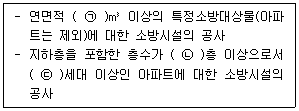 - 연면적 ( ㉠ )㎡ 이상의 특정소방대상물(아파
트는 제외)에 대한 소방시설의 공사
- 지하층을 포함한 층수가 ( ㉡ )층 이상으로서
( ㉢ )세대 이상인 아파트에 대한 소방시설의
공사